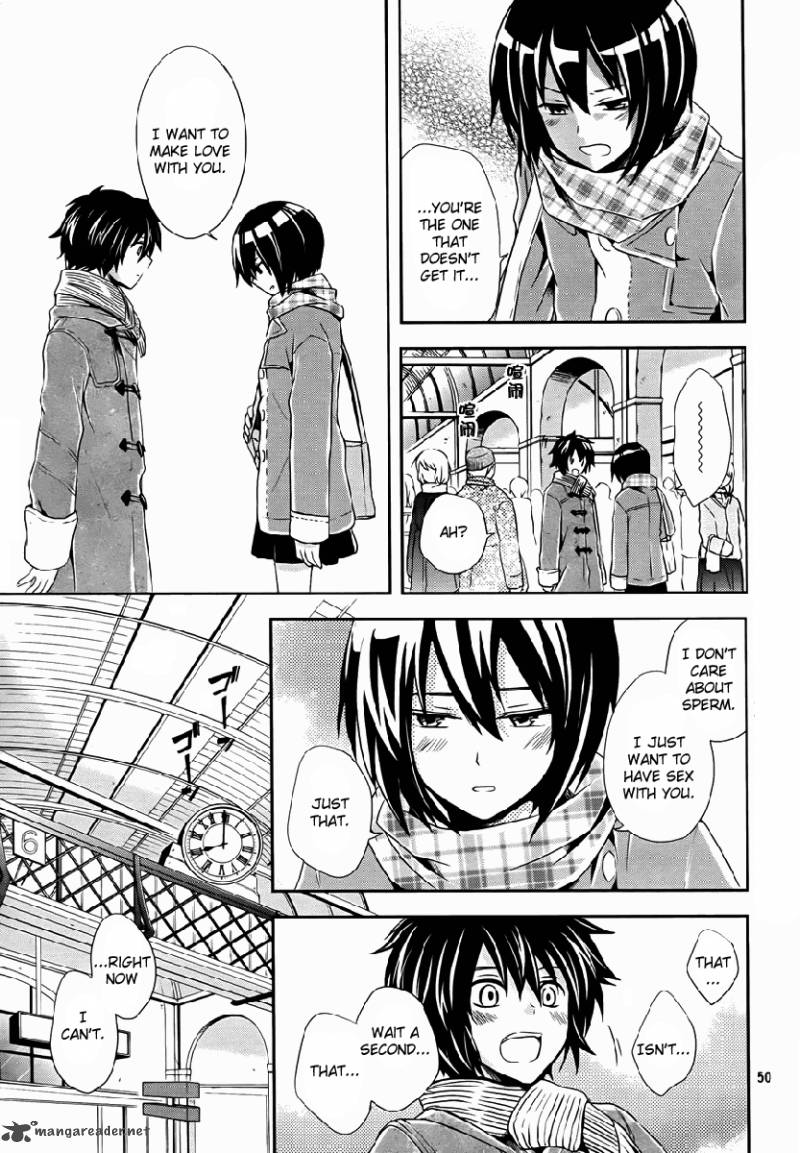 ...YOU'RE
THE ONE
THAT
DOESN'T
GET IT...
I WANT TO
MAKE LOVE
WITH YOU.
喧
闹
喧
闹
AH?
I DON'T
CARE
ABOUT
SPERM.
I JUST
WANT TO
HAVE SEX
WITH YOU.
JUST
THAT.
ゴー
ゴー
6
THAT
...
ISN'T...
WAIT A
SECOND...
THAT...
...RIGHT
NOW
I
CAN'T.
50
mangareader.net